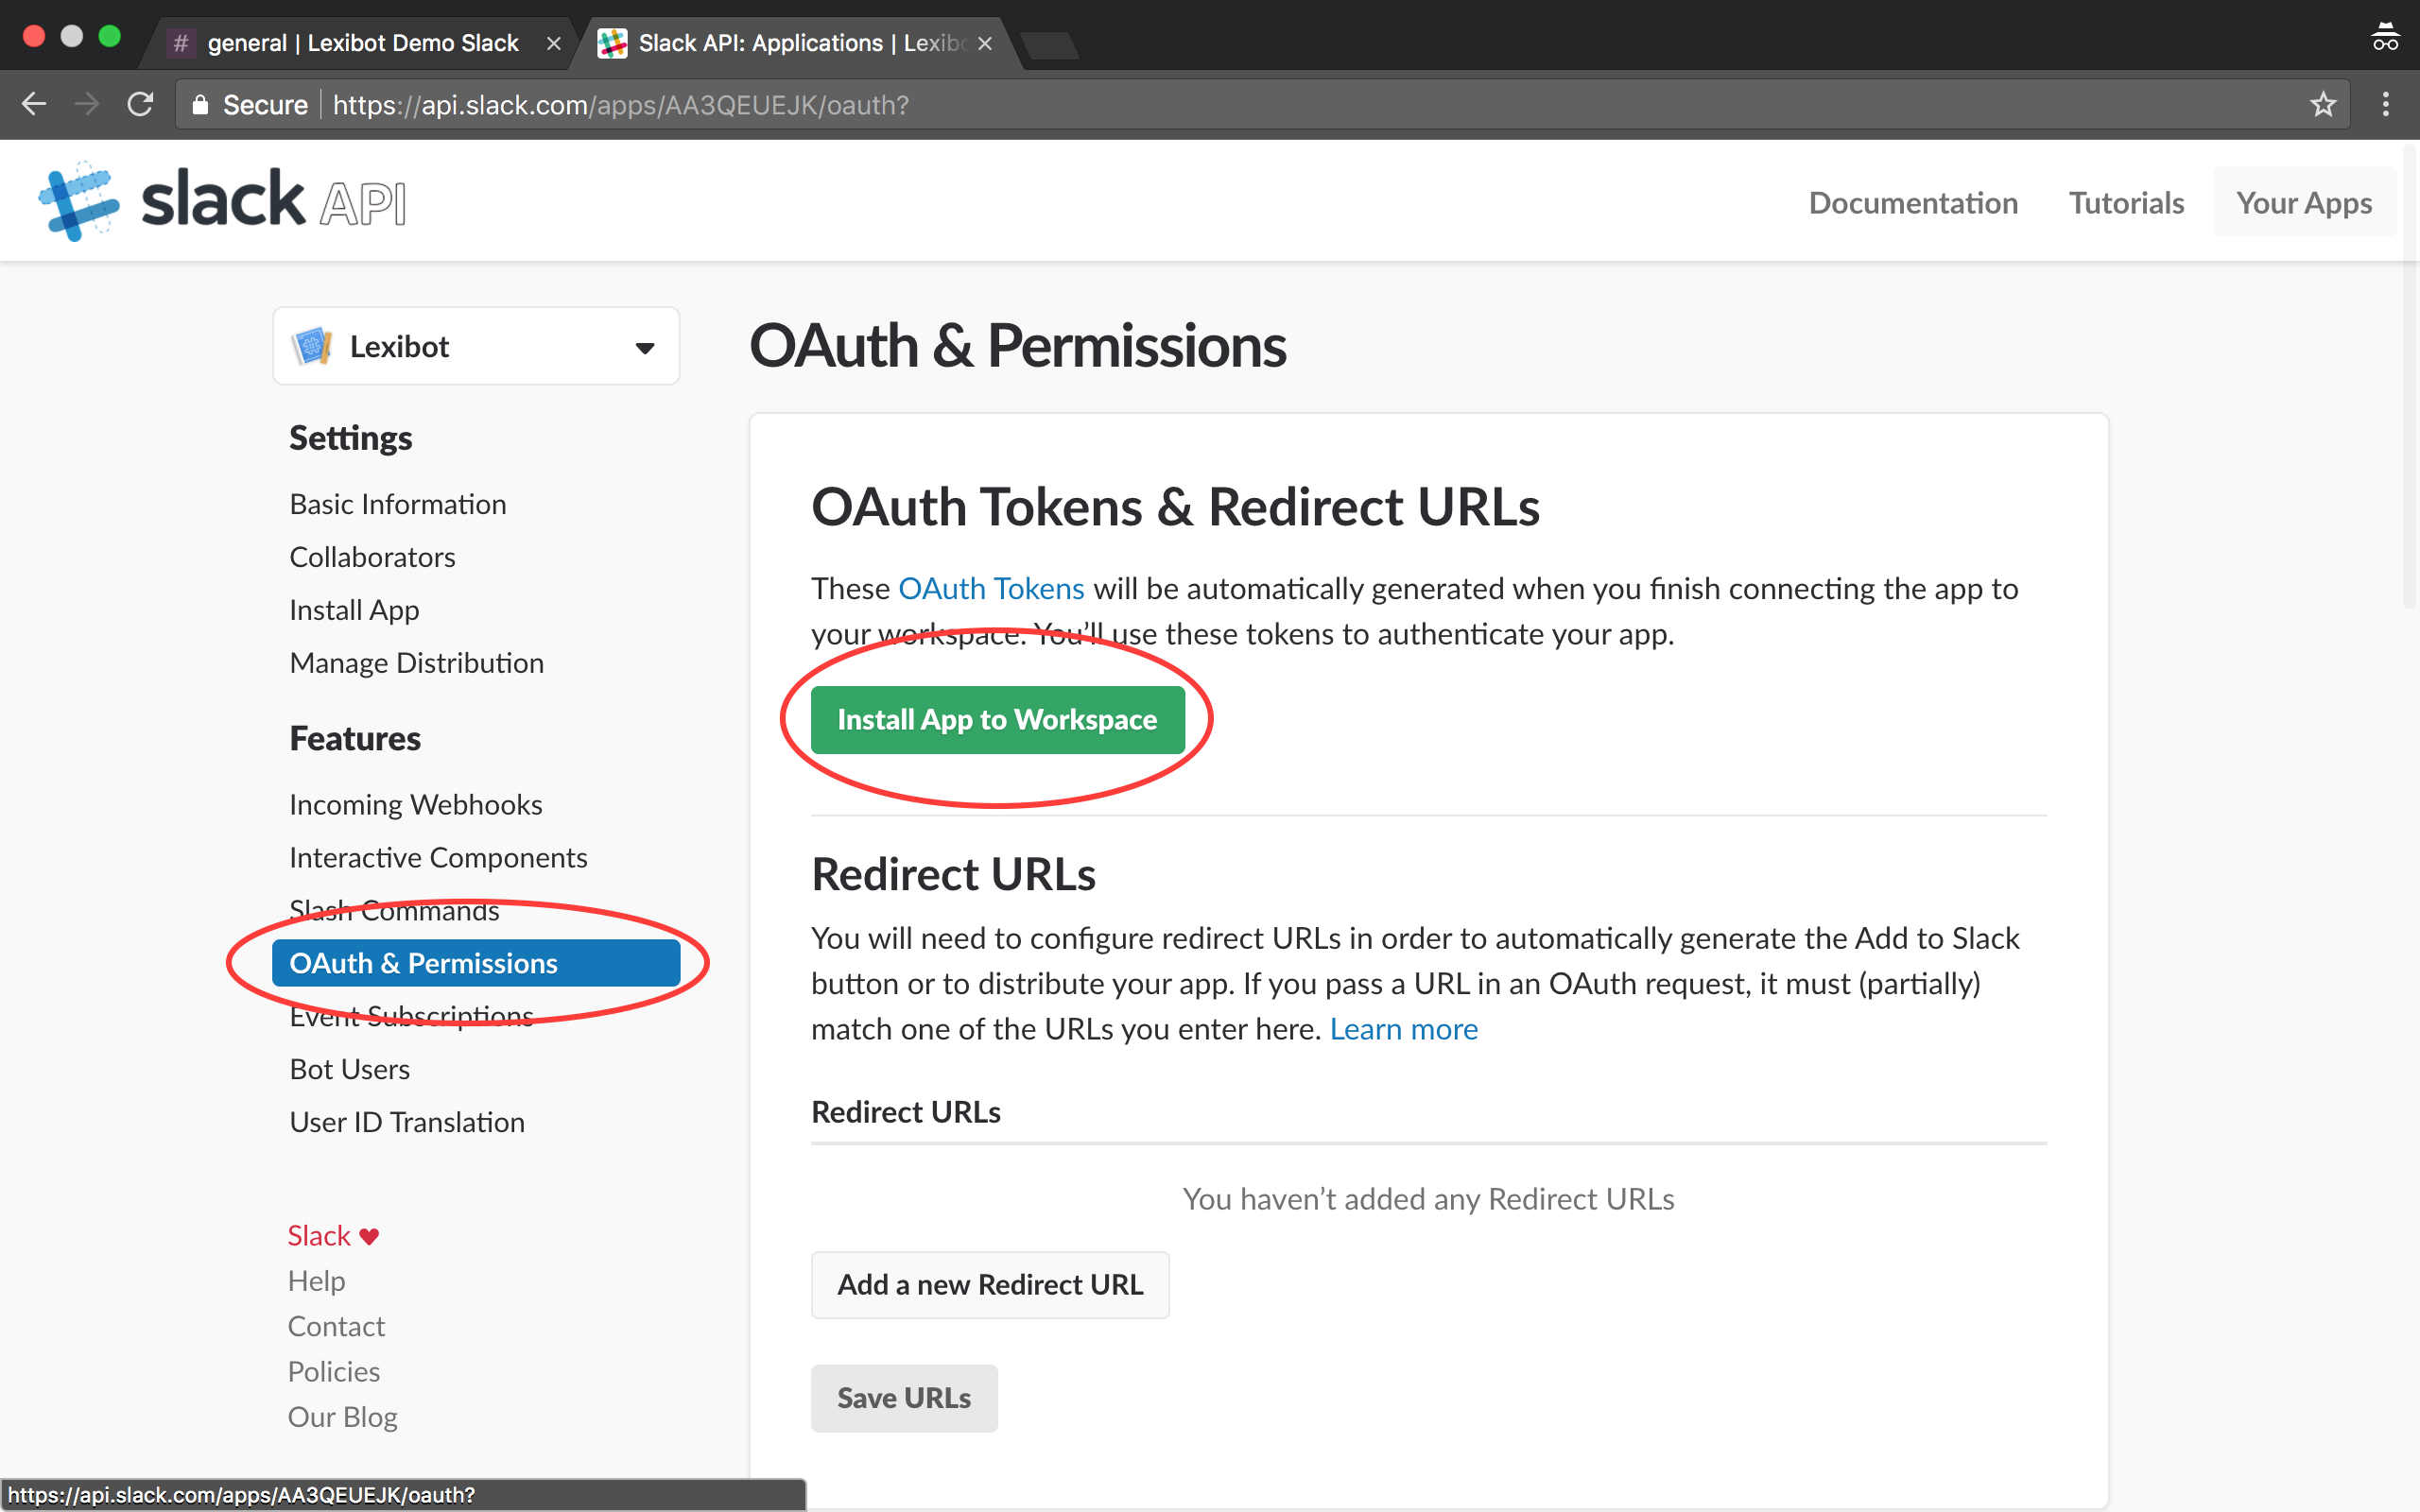 # general | Lexibot Demo Slack ×
Slack API: Applications | Lexibo ×
Secure | https://api.slack.com/apps/AA3QEUEJK/oauth?
slack API
Documentation Tutorials Your Apps
Lexibot
Settings
Basic Information
Collaborators
Install App
Manage Distribution
Features
Incoming Webhooks
Interactive Components
Slash Commands
OAuth & Permissions
Event Subscriptions
Bot Users
User ID Translation
Slack ♥
Help
Contact
Policies
Our Blog
OAuth & Permissions
OAuth Tokens & Redirect URLs
These OAuth Tokens will be automatically generated when you finish connecting the app to
your workspace. You’ll use these tokens to authenticate your app.
Install App to Workspace
Redirect URLs
You will need to configure redirect URLs in order to automatically generate the Add to Slack
button or to distribute your app. If you pass a URL in an OAuth request, it must (partially)
match one of the URLs you enter here. Learn more
Redirect URLs
You haven’t added any Redirect URLs
Add a new Redirect URL
Save URLs
https://api.slack.com/apps/AA3QEUEJK/oauth?